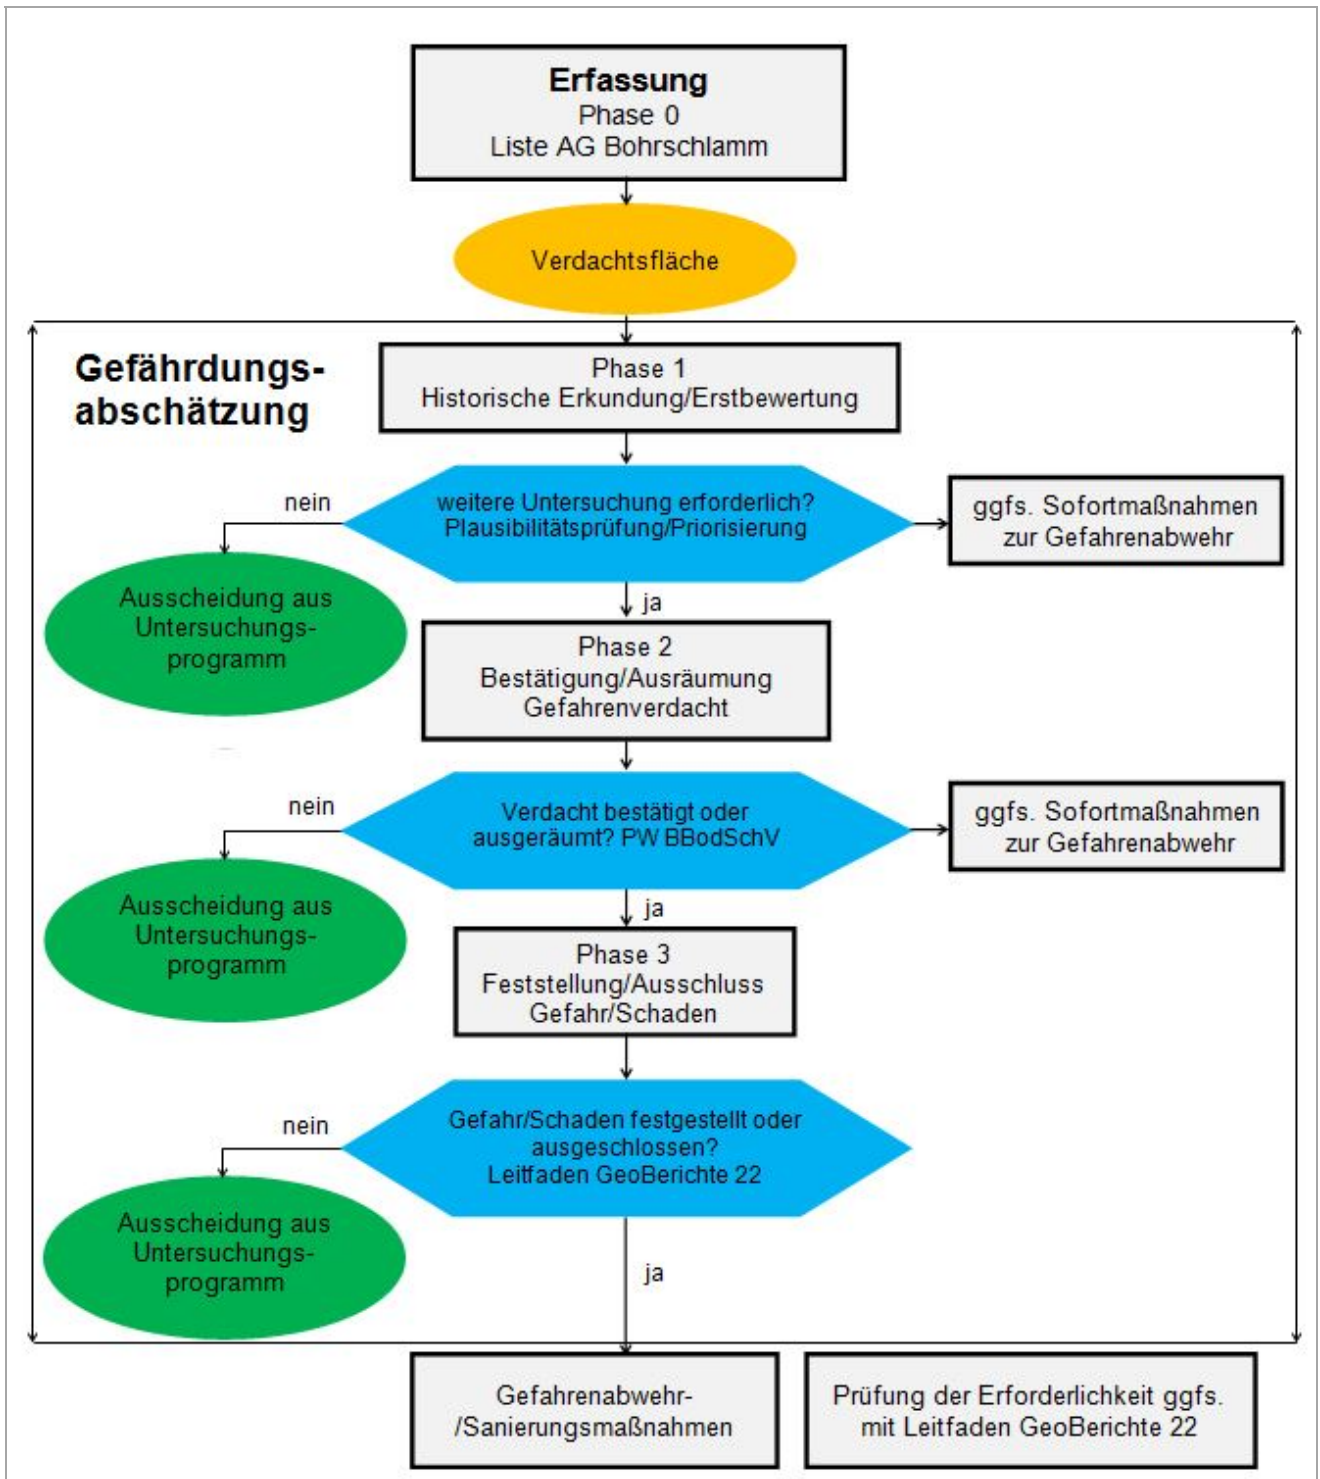 Erfassung
Phase 0
Liste AG Bohrschlamm
Verdachtsfläche
Gefährdungs-
abschätzung
Phase 1
Historische Erkundung/Erstbewertung
nein
weitere Untersuchung erforderlich?
Plausibilitätsprüfung/Priorisierung
ggfs. Sofortmaßnahmen
zur Gefahrenabwehr
Ausscheidung aus
Untersuchungs-
programm
ja
Phase 2
Bestätigung/Ausräumung
Gefahrenverdacht
nein
Verdacht bestätigt oder
ausgeräumt? PW BBodSchV
ggfs. Sofortmaßnahmen
zur Gefahrenabwehr
Ausscheidung aus
Untersuchungs-
programm
ja
Phase 3
Feststellung/Ausschluss
Gefahr/Schaden
nein
Gefahr/Schaden festgestellt oder
ausgeschlossen?
Leitfaden GeoBerichte 22
Ausscheidung aus
Untersuchungs-
programm
ja
Gefahrenabwehr-
/Sanierungsmaßnahmen
Prüfung der Erforderlichkeit ggfs.
mit Leitfaden GeoBerichte 22